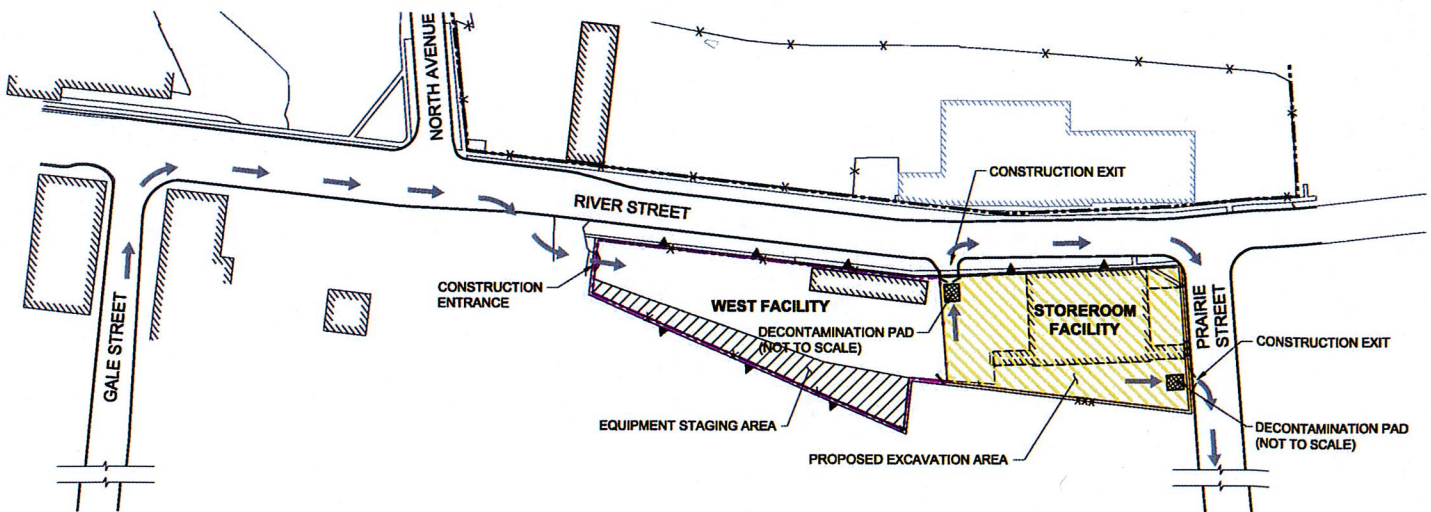 NORTH AVENUE
CONSTRUCTION EXIT
RIVER STREET
CONSTRUCTION
ENTRANCE
WEST FACILITY
DECONTAMINATION PAD
(NOT TO SCALE)
STOREROOM
FACILITY
PRAIRIE
STREET
GALE STREET
CONSTRUCTION EXIT
EQUIPMENT STAGING AREA
DECONTAMINATION PAD
(NOT TO SCALE)
PROPOSED EXCAVATION AREA